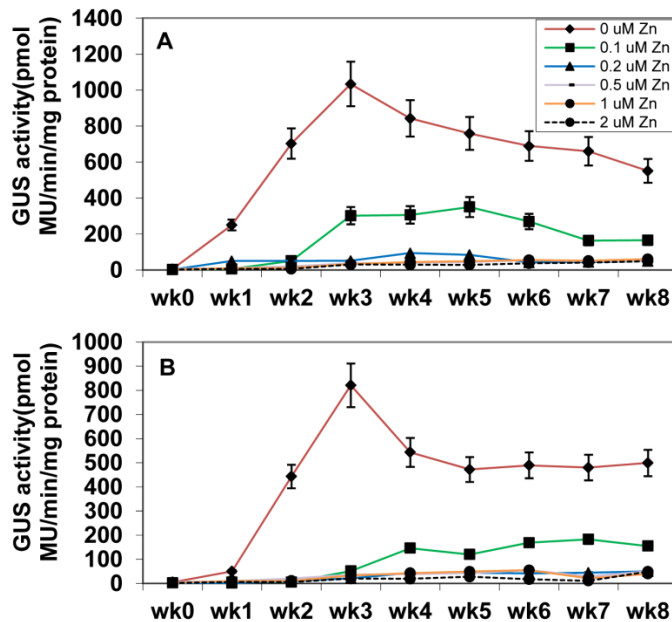 A
GUS activity(pmol
MU/min/mg protein)
1400
1200
1000
800
600
400
200
0
wk0 wk1 wk2 wk3 wk4 wk5 wk6 wk7 wk8
0 uM Zn
0.1 uM Zn
0.2 uM Zn
0.5 uM Zn
1 uM Zn
2 uM Zn
B
GUS activity(pmol
MU/min/mg protein)
1000
900
800
700
600
500
400
300
200
100
0
wk0 wk1 wk2 wk3 wk4 wk5 wk6 wk7 wk8